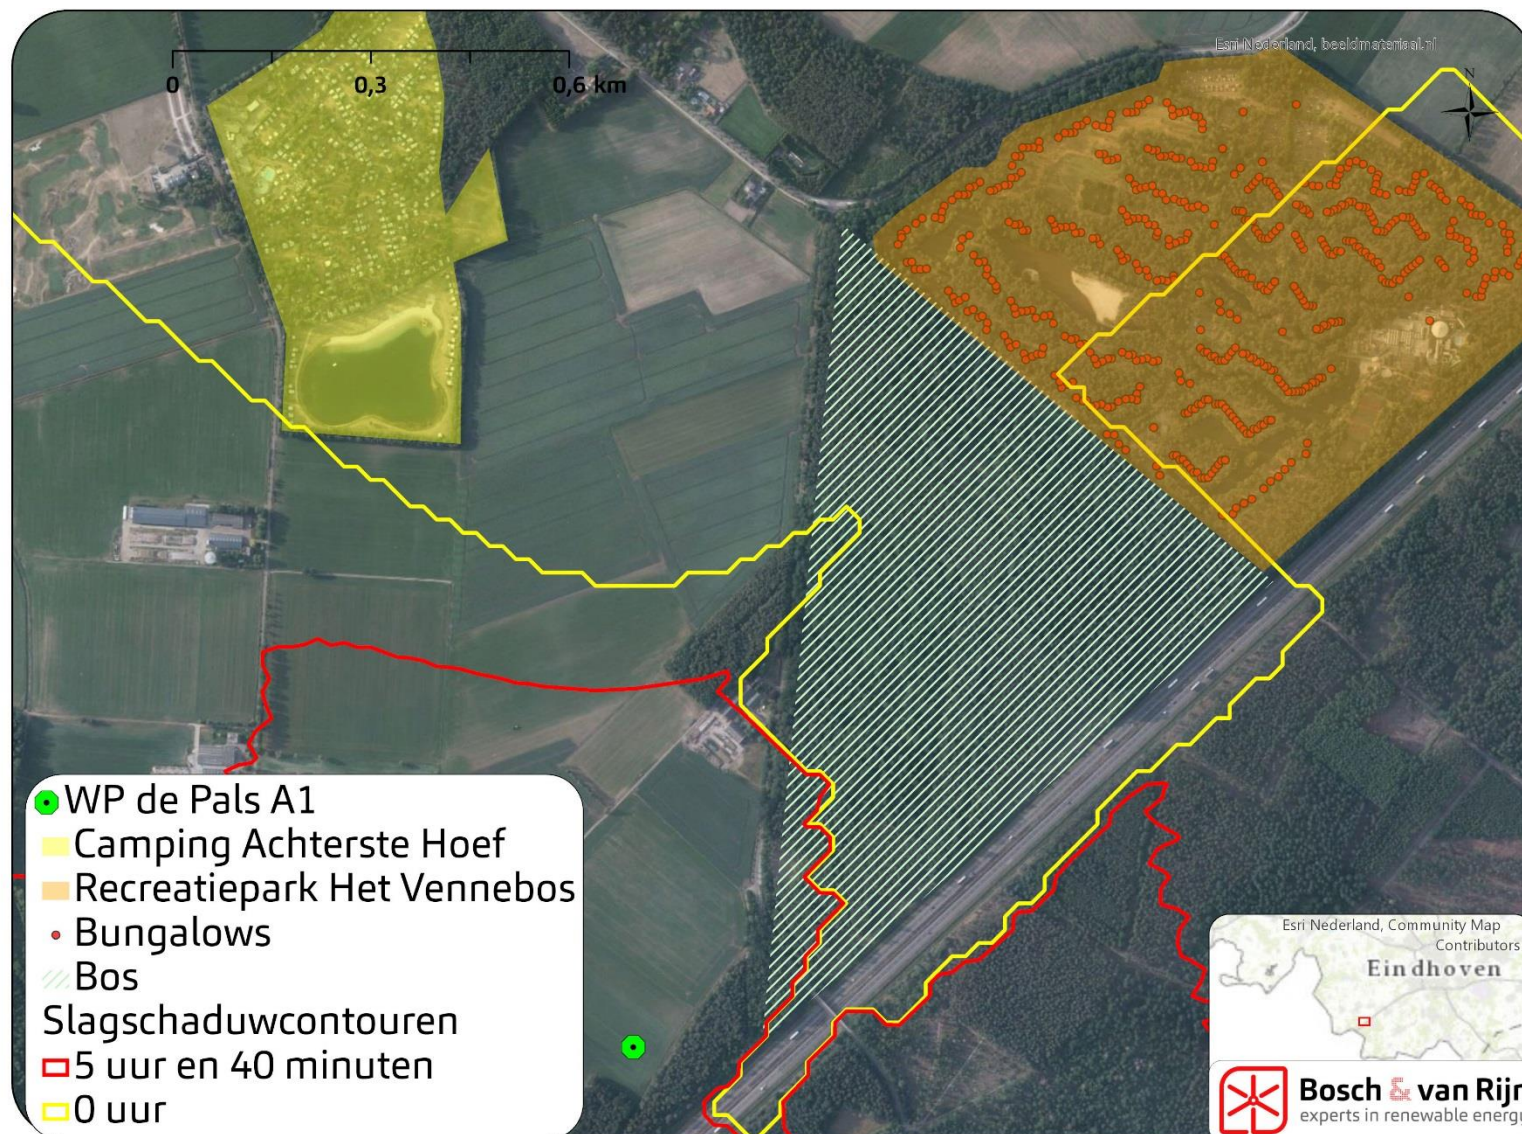 Esri Nederland, beeldmateriaal.nl
N
0 0,3 0,6 km
WP de Pals A1
Camping Achterste Hoef
Recreatiepark Het Vennebos
Bungalows
Bos
Slagschaduwcontouren
5 uur en 40 minuten
0 uur
Esri Nederland, Community Map
Contributors
Eindhoven
Bosch & van Rijn
experts in renewable energy